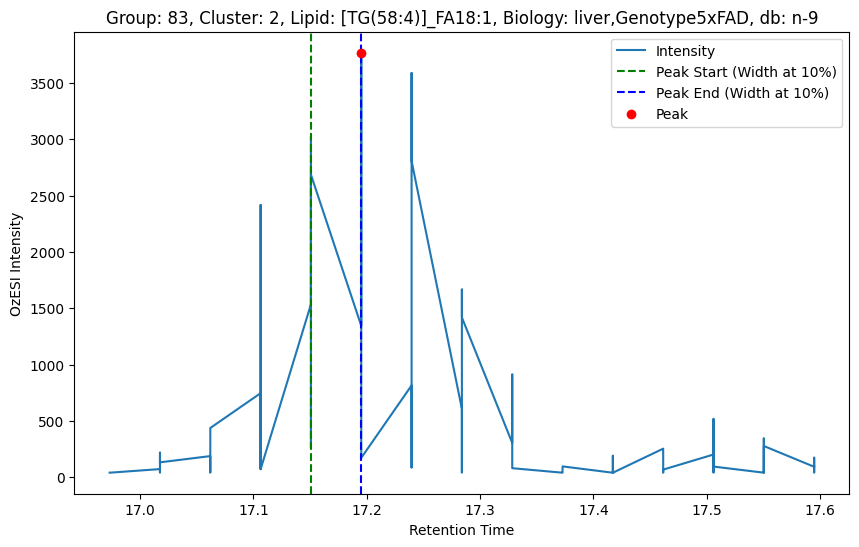 Group: 83, Cluster: 2, Lipid: [TG(58:4)]_FA18:1, Biology: liver,Genotype5xFAD, db: n-9
Intensity
Peak Start (Width at 10%)
Peak End (Width at 10%)
Peak
OzESI Intensity
3500
3000
2500
2000
1500
1000
500
0
17.0
17.1
17.2
17.3
17.4
17.5
17.6
Retention Time